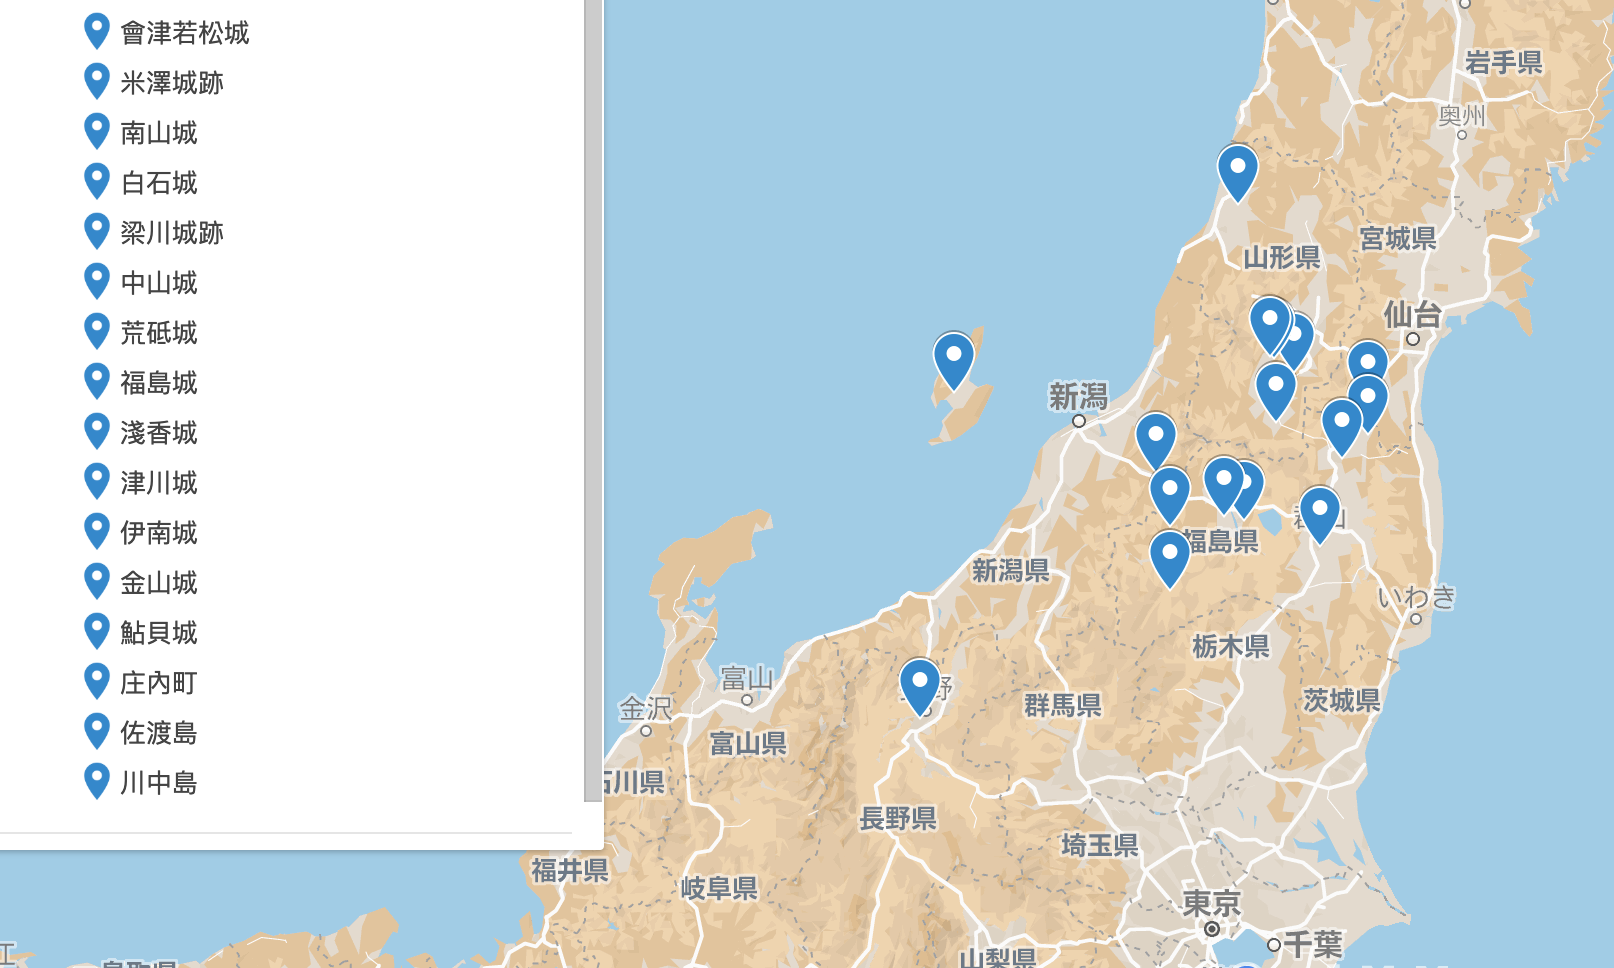 會津若松城
米澤城跡
南山城
白石城
梁川城跡
中山城
荒砥城
福島城
淺香城
津川城
伊南城
金山城
鮎貝城
庄內町
佐渡島
川中島
岩手県
奥州
宮城県
山形県
仙台
新潟
福島県
新潟県
いわき
栃木県
富山
金沢
群馬県
茨城県
富山県
石川県
長野県
埼玉県
福井県
岐阜県
東京
千葉
山梨県
鳥取県